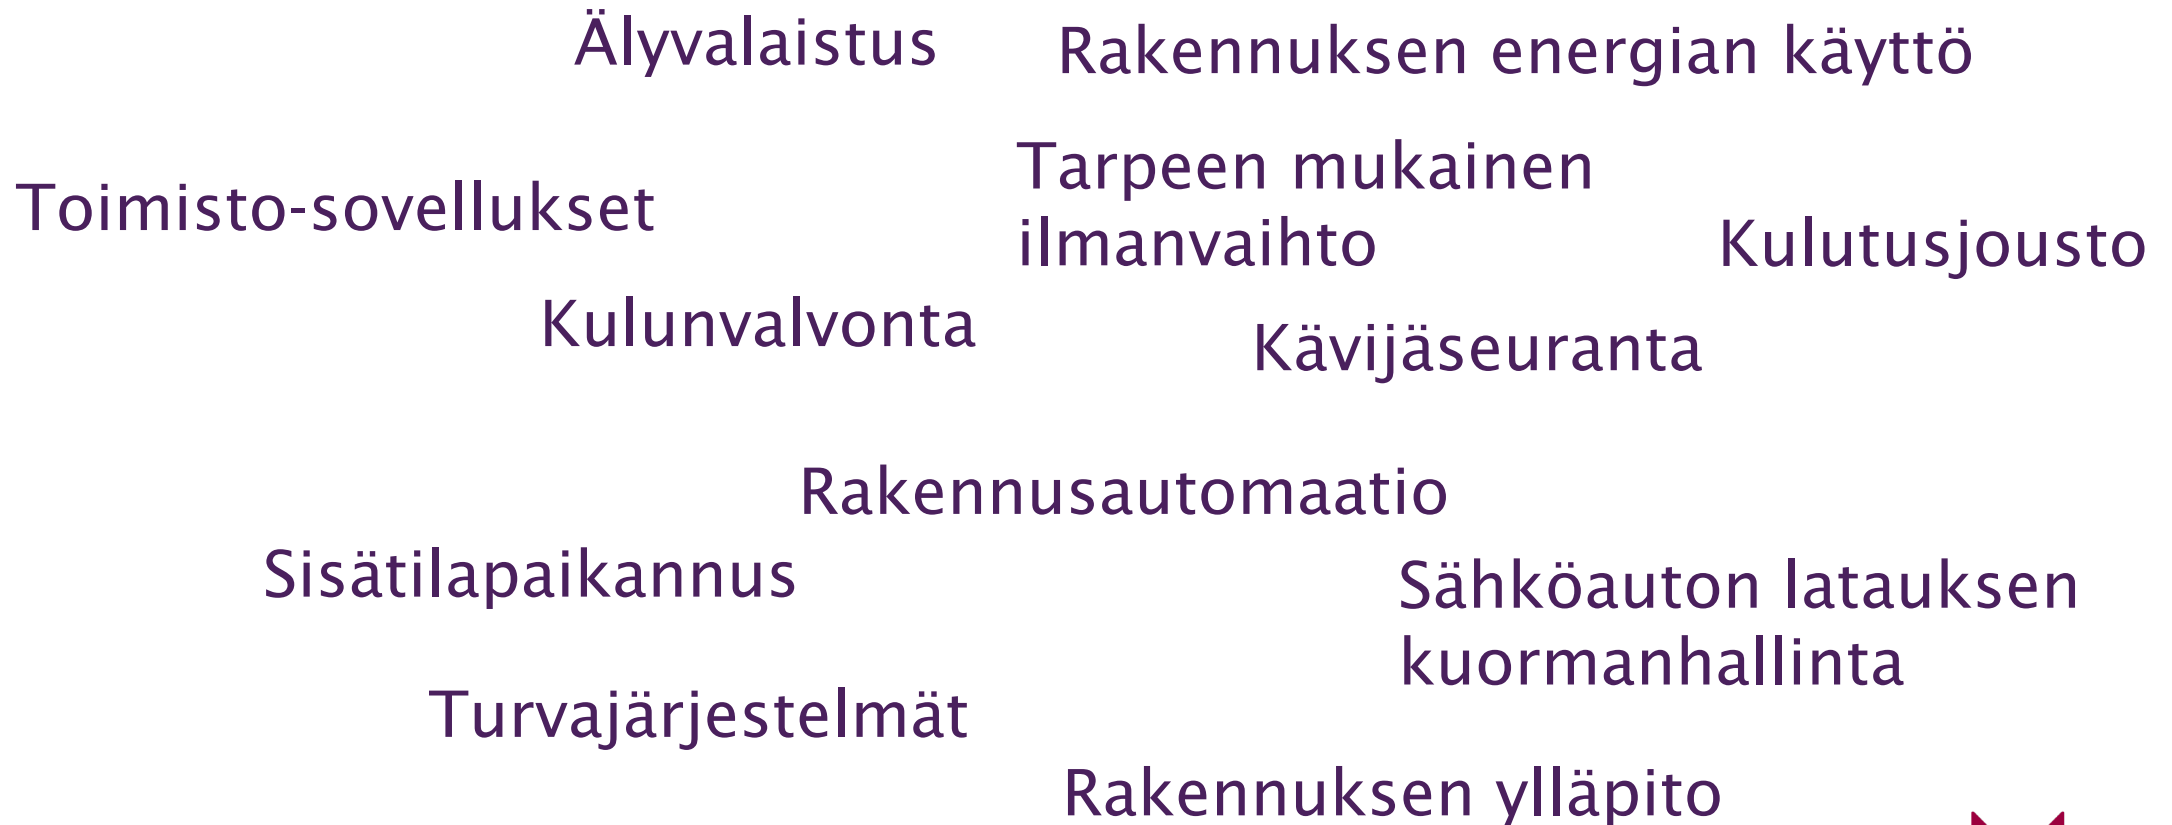 Älyvalaistus
Rakennuksen energian käyttö
Tarpeen mukainen
ilmanvaihto
Toimisto-sovellukset
Kulutusjousto
Kulunvalvonta
Kävijäseuranta
Rakennusautomaatio
Sisätilapaikannus
Sähköauton latauksen
kuormanhallinta
Turvajärjestelmät
Rakennuksen ylläpito